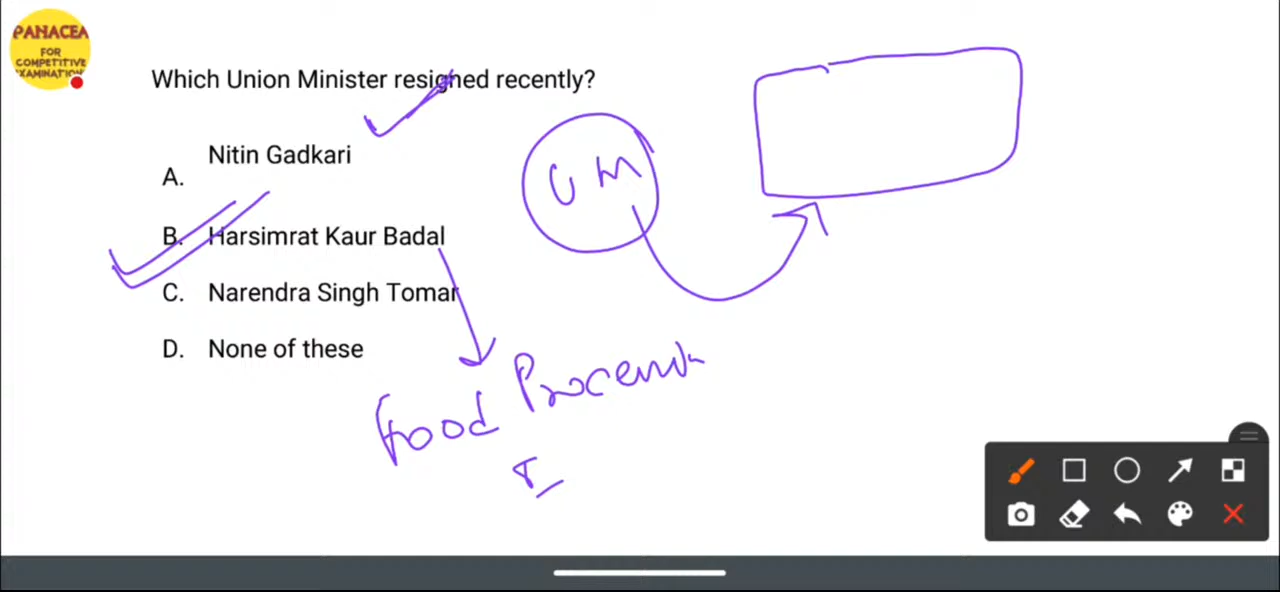 PANACEA
FOR
COMPETITIVE
EXAMINATION
Which Union Minister resigned recently?
A. Nitin Gadkari
B. Harsimrat Kaur Badal
C. Narendra Singh Tomar
D. None of these
U M
Food